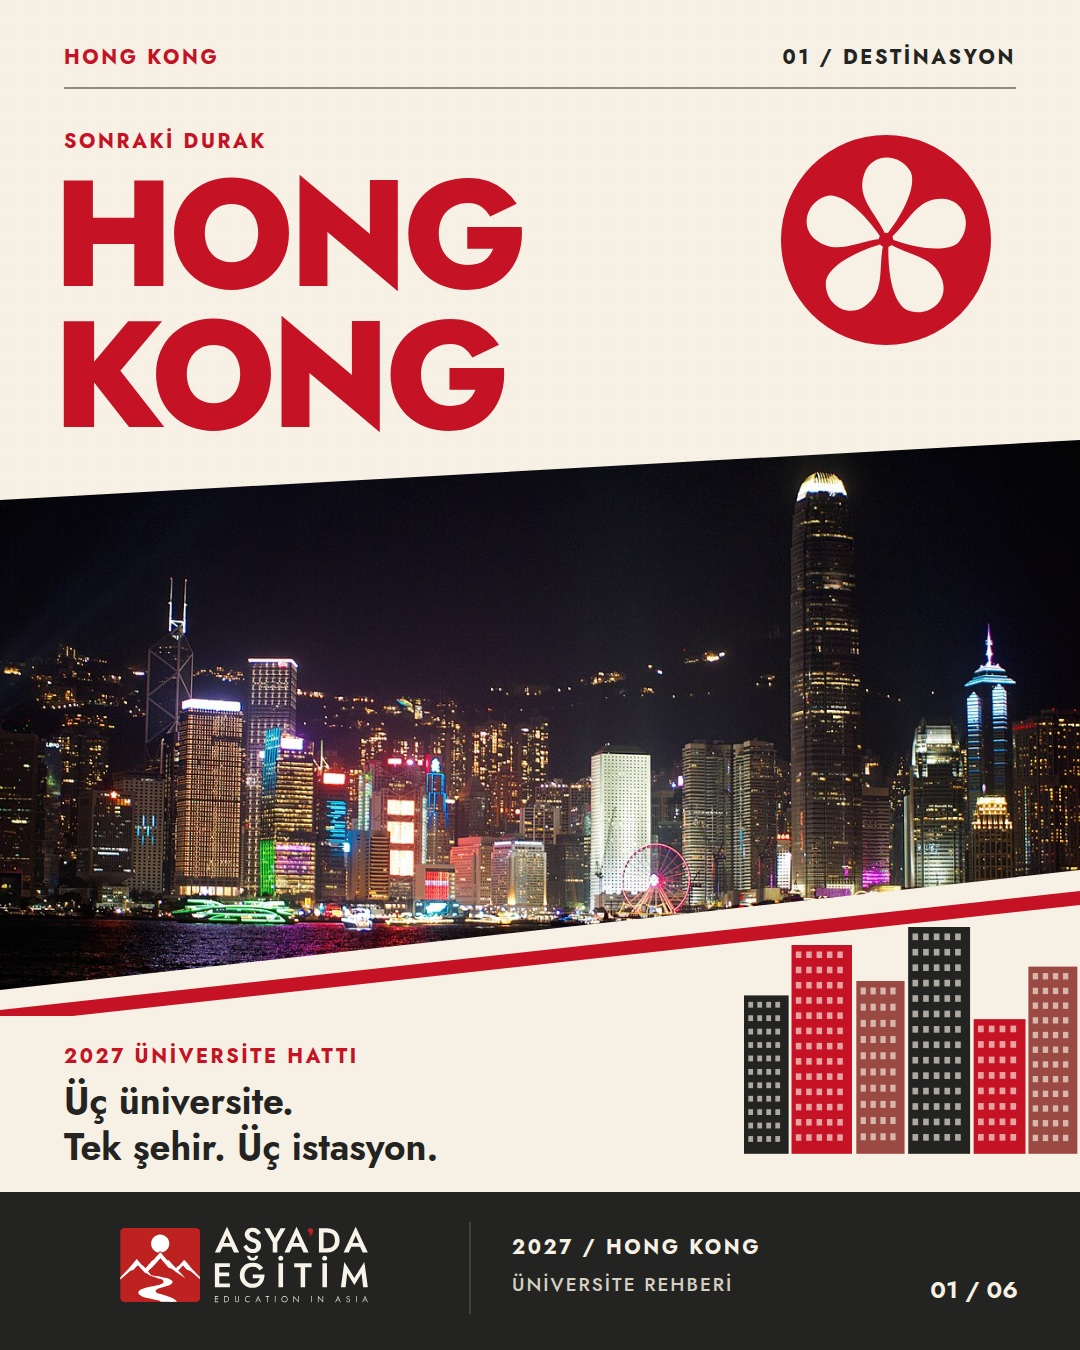 HONG KONG
01 / DESTİNASYON
SONRAKİ DURAK
HONG
KONG
2027 ÜNİVERSİTE HATTI
Üç üniversite.
Tek şehir. Üç istasyon.
ASYA'DA
EĞİTİM
EDUCATION IN ASIA
2027 / HONG KONG
ÜNİVERSİTE REHBERİ
01 / 06